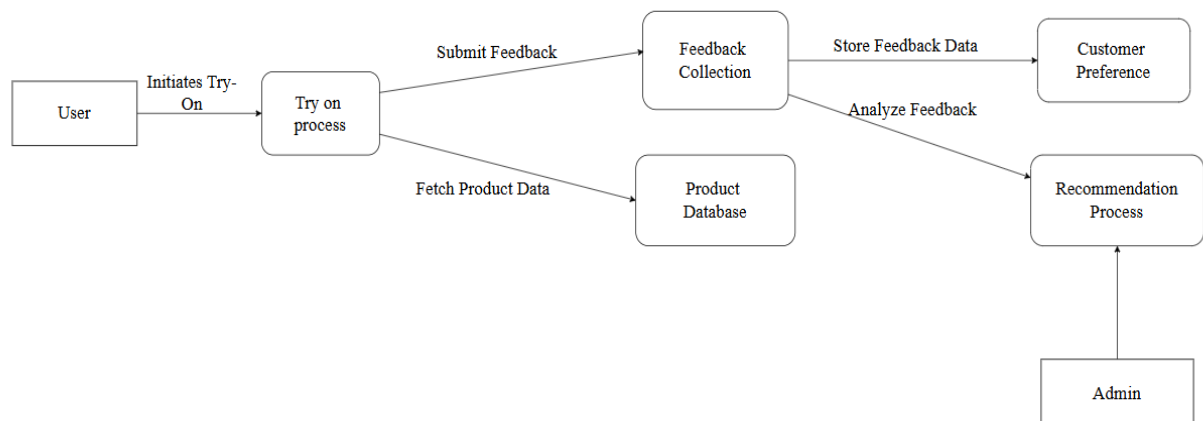 User
Initiates Try-
On
Try on
process
Submit Feedback
Fetch Product Data
Feedback
Collection
Product
Database
Store Feedback Data
Analyze Feedback
Customer
Preference
Recommendation
Process
Admin